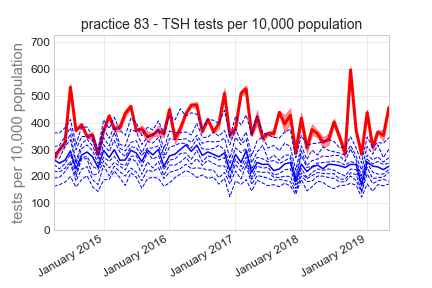 practice 83 - TSH tests per 10,000 population
tests per 10,000 population
700
600
500
400
300
200
100
0
January 2015
January 2016
January 2017
January 2018
January 2019